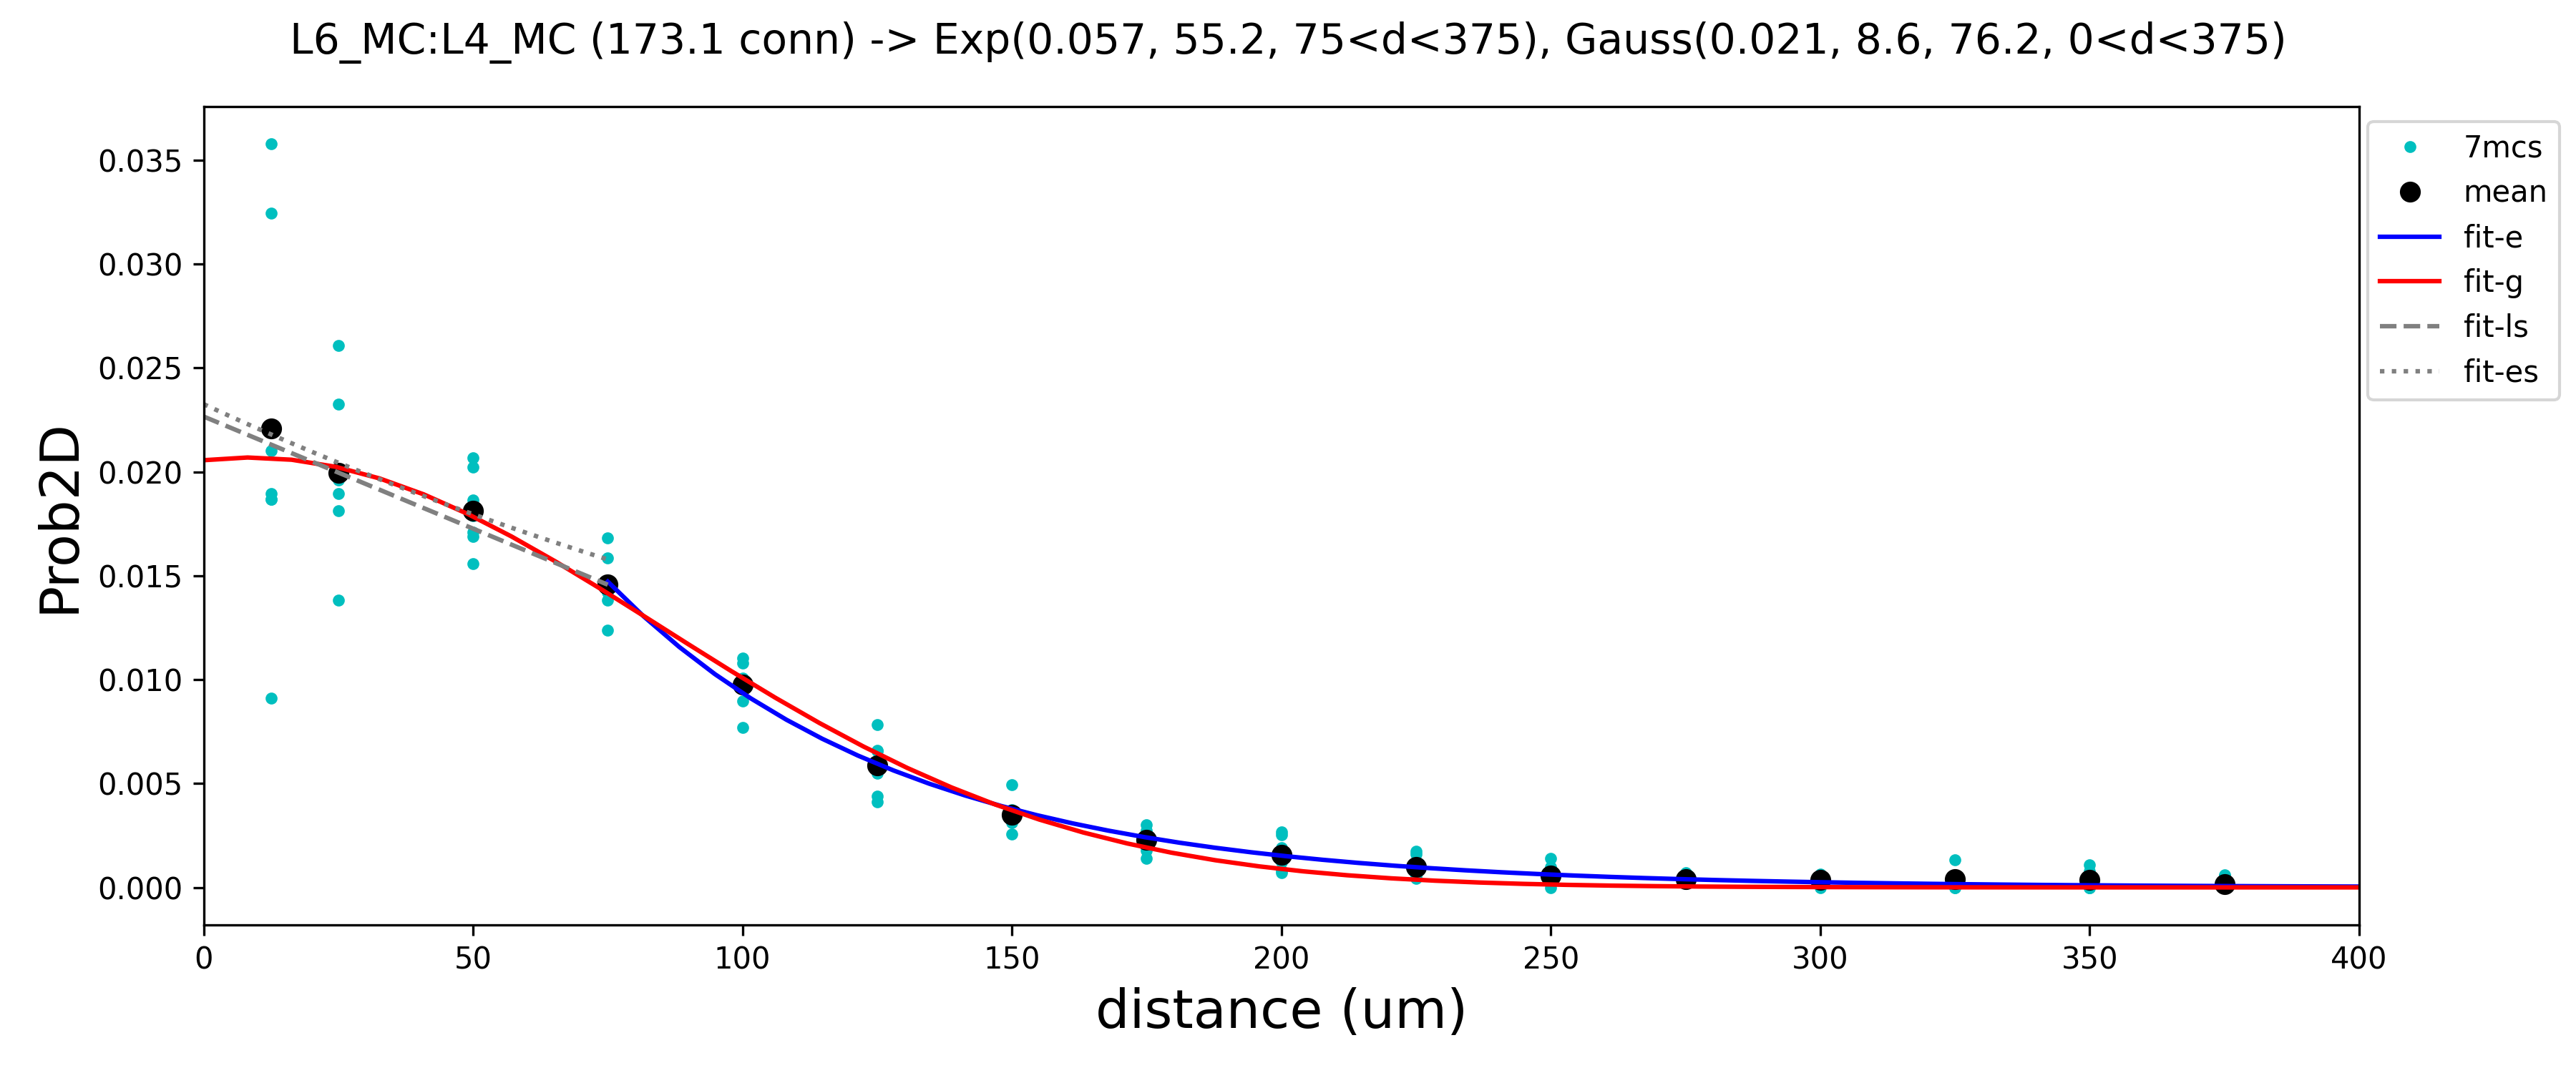 L6_MC:L4_MC (173.1 conn) -> Exp(0.057, 55.2, 75<d<375), Gauss(0.021, 8.6, 76.2, 0<d<375)
0.035
0.030
0.025
0.020
0.015
0.010
0.005
0.000
Prob2D
0 50 100 150 200 250 300 350 400
distance (um)
7mcs
mean
fit-e
fit-g
fit-ls
fit-es